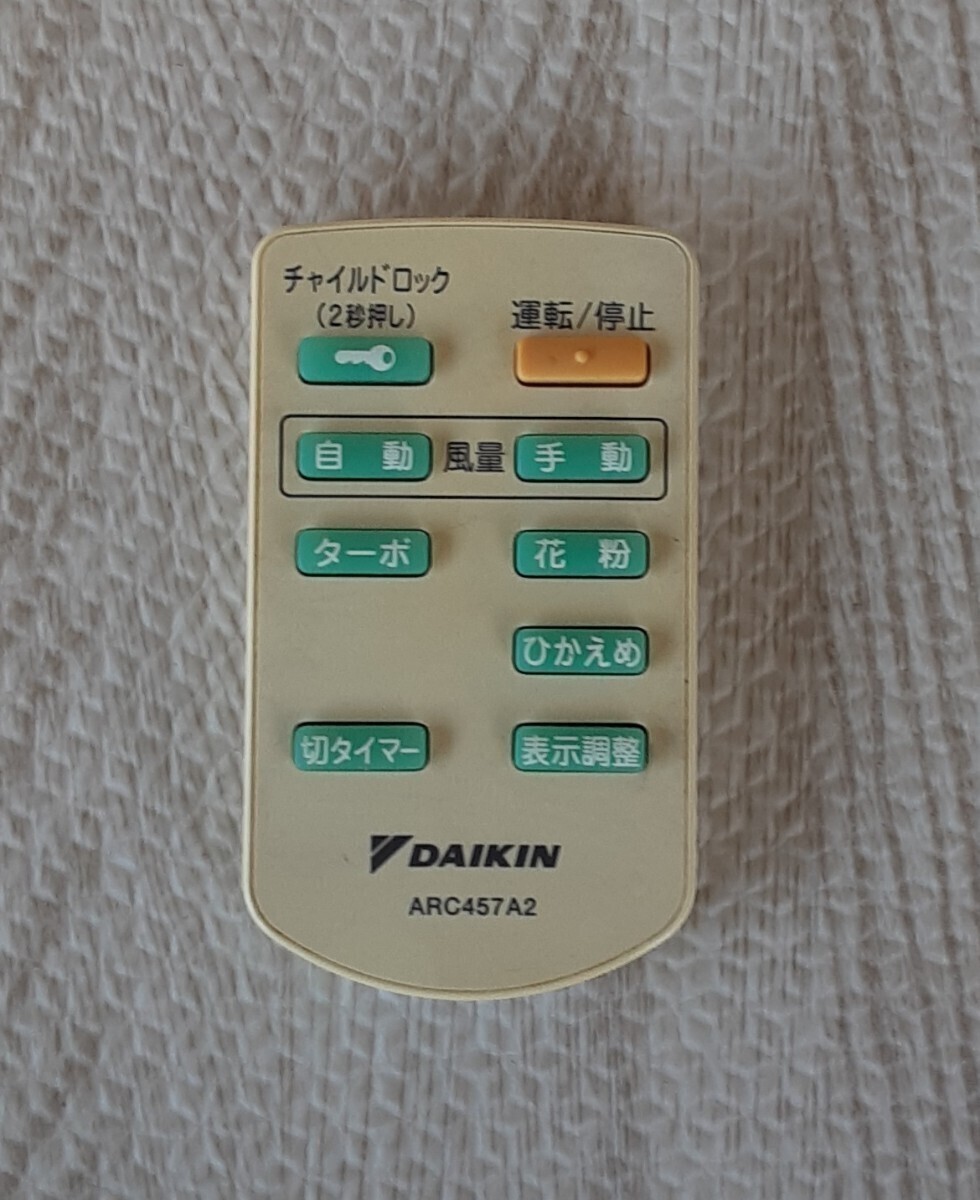 チャイルドロック
(2秒押し)
運転/停止
自動 風量 手動
ターボ 花粉
ひかえめ
切タイマー 表示調整
DAIKIN
ARC457A2